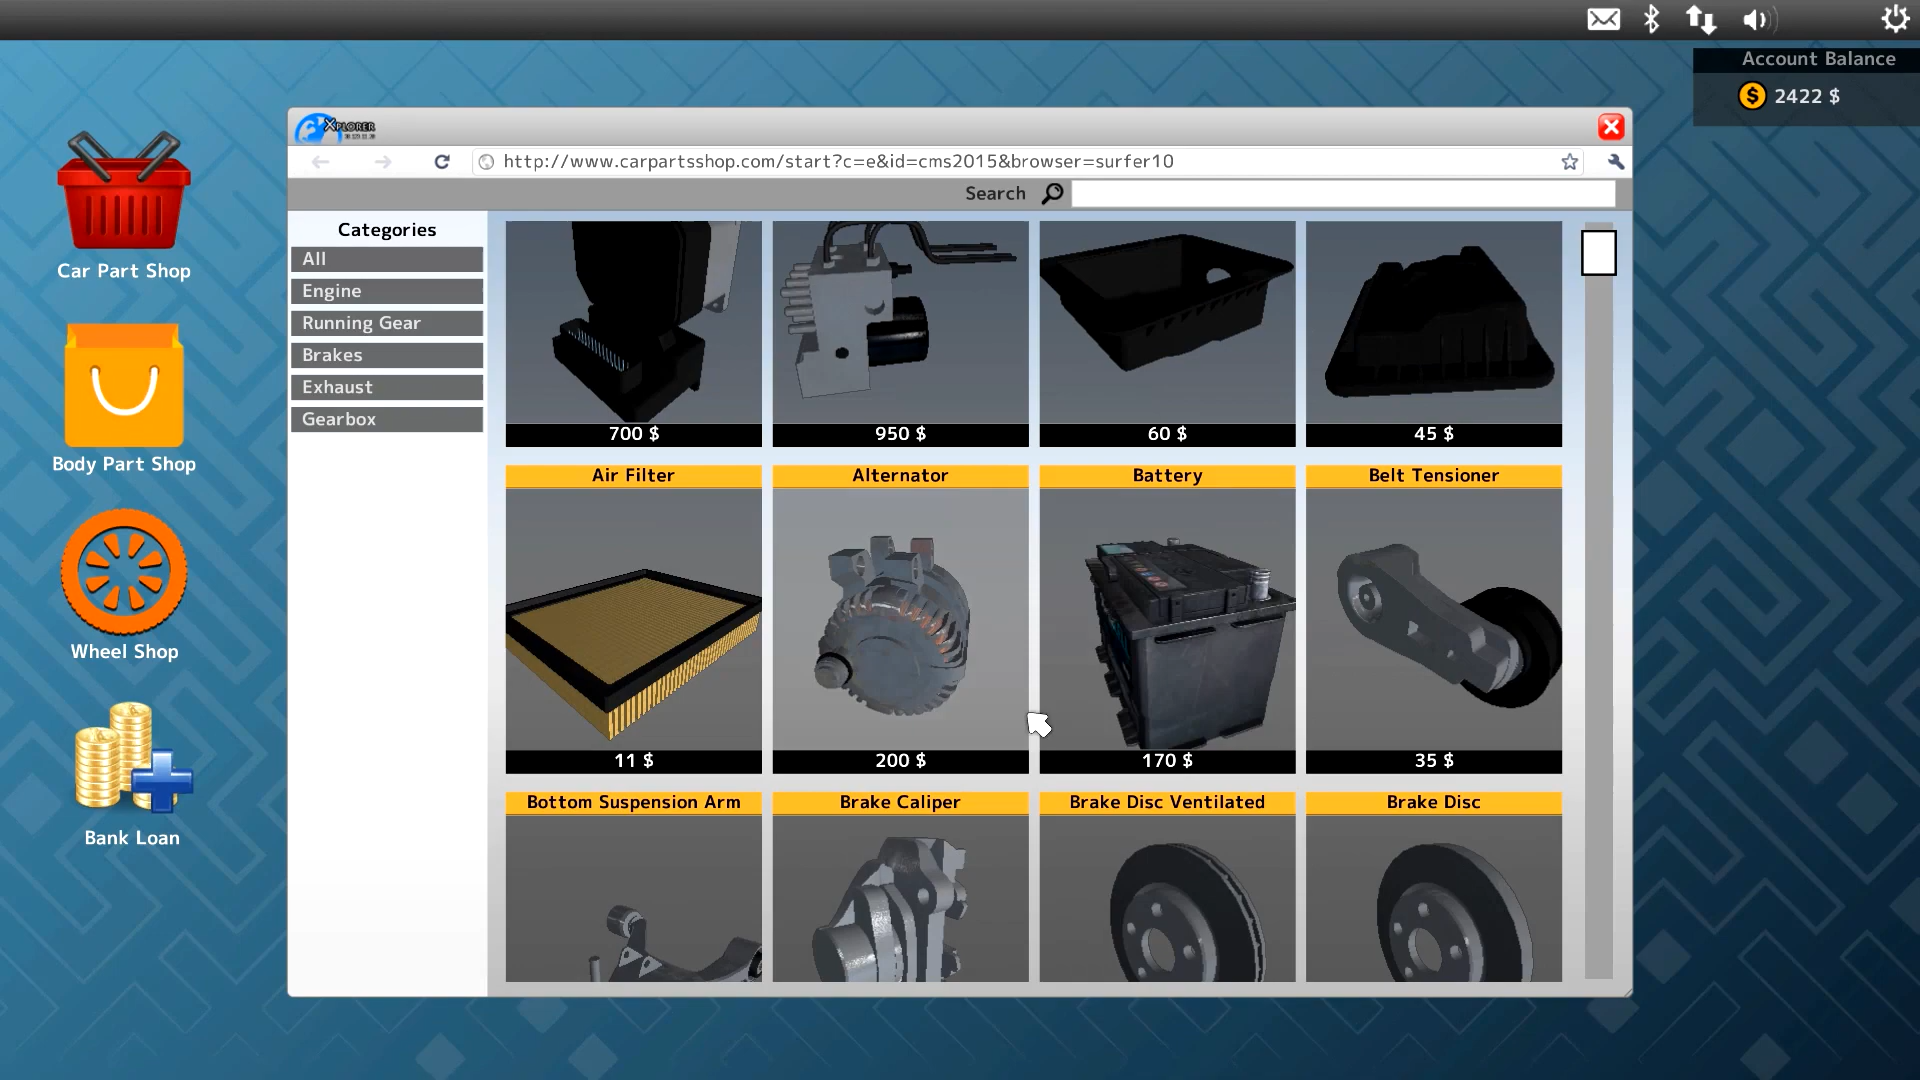 Account Balance
2422 $
XPLORER
http://www.carpartsshop.com/start?c=e&id=cms2015&browser=surfer10
Search
Categories
All
Engine
Running Gear
Brakes
Exhaust
Gearbox
700 $
950 $
60 $
45 $
Air Filter
Alternator
Battery
Belt Tensioner
11 $
200 $
170 $
35 $
Bottom Suspension Arm
Brake Caliper
Brake Disc Ventilated
Brake Disc
Car Part Shop
Body Part Shop
Wheel Shop
Bank Loan